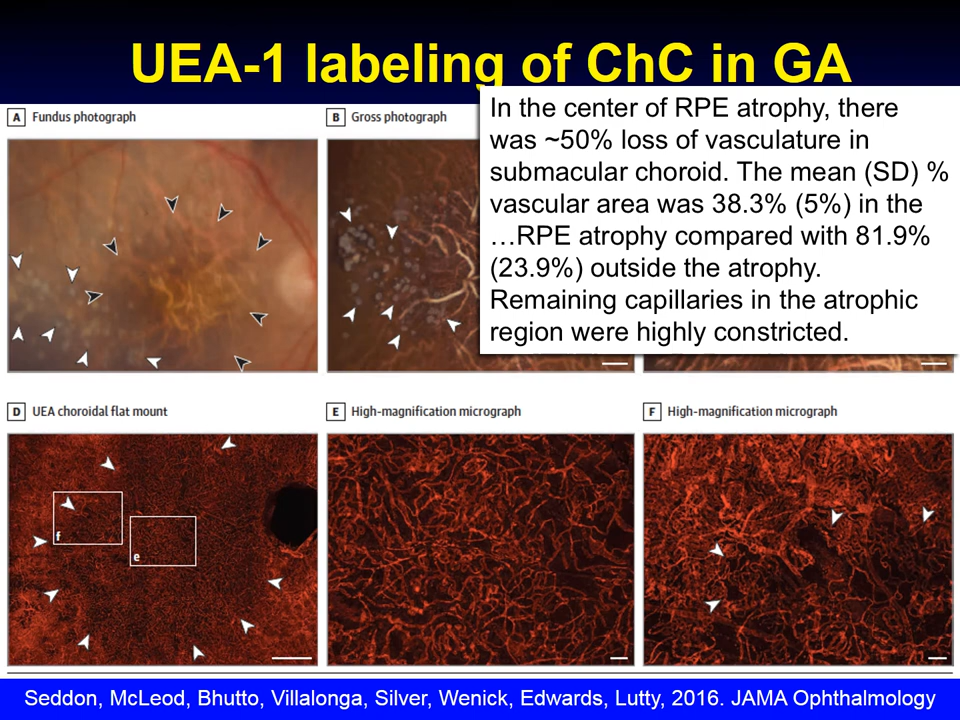 UEA-1 labeling of ChC in GA
A Fundus photograph
B Gross photograph
In the center of RPE atrophy, there
was ~50% loss of vasculature in
submacular choroid. The mean (SD) %
vascular area was 38.3% (5%) in the
…RPE atrophy compared with 81.9%
(23.9%) outside the atrophy.
Remaining capillaries in the atrophic
region were highly constricted.
D UEA choroidal flat mount
E High-magnification micrograph
F High-magnification micrograph
f
e
Seddon, McLeod, Bhutto, Villalonga, Silver, Wenick, Edwards, Lutty, 2016. JAMA Ophthalmology